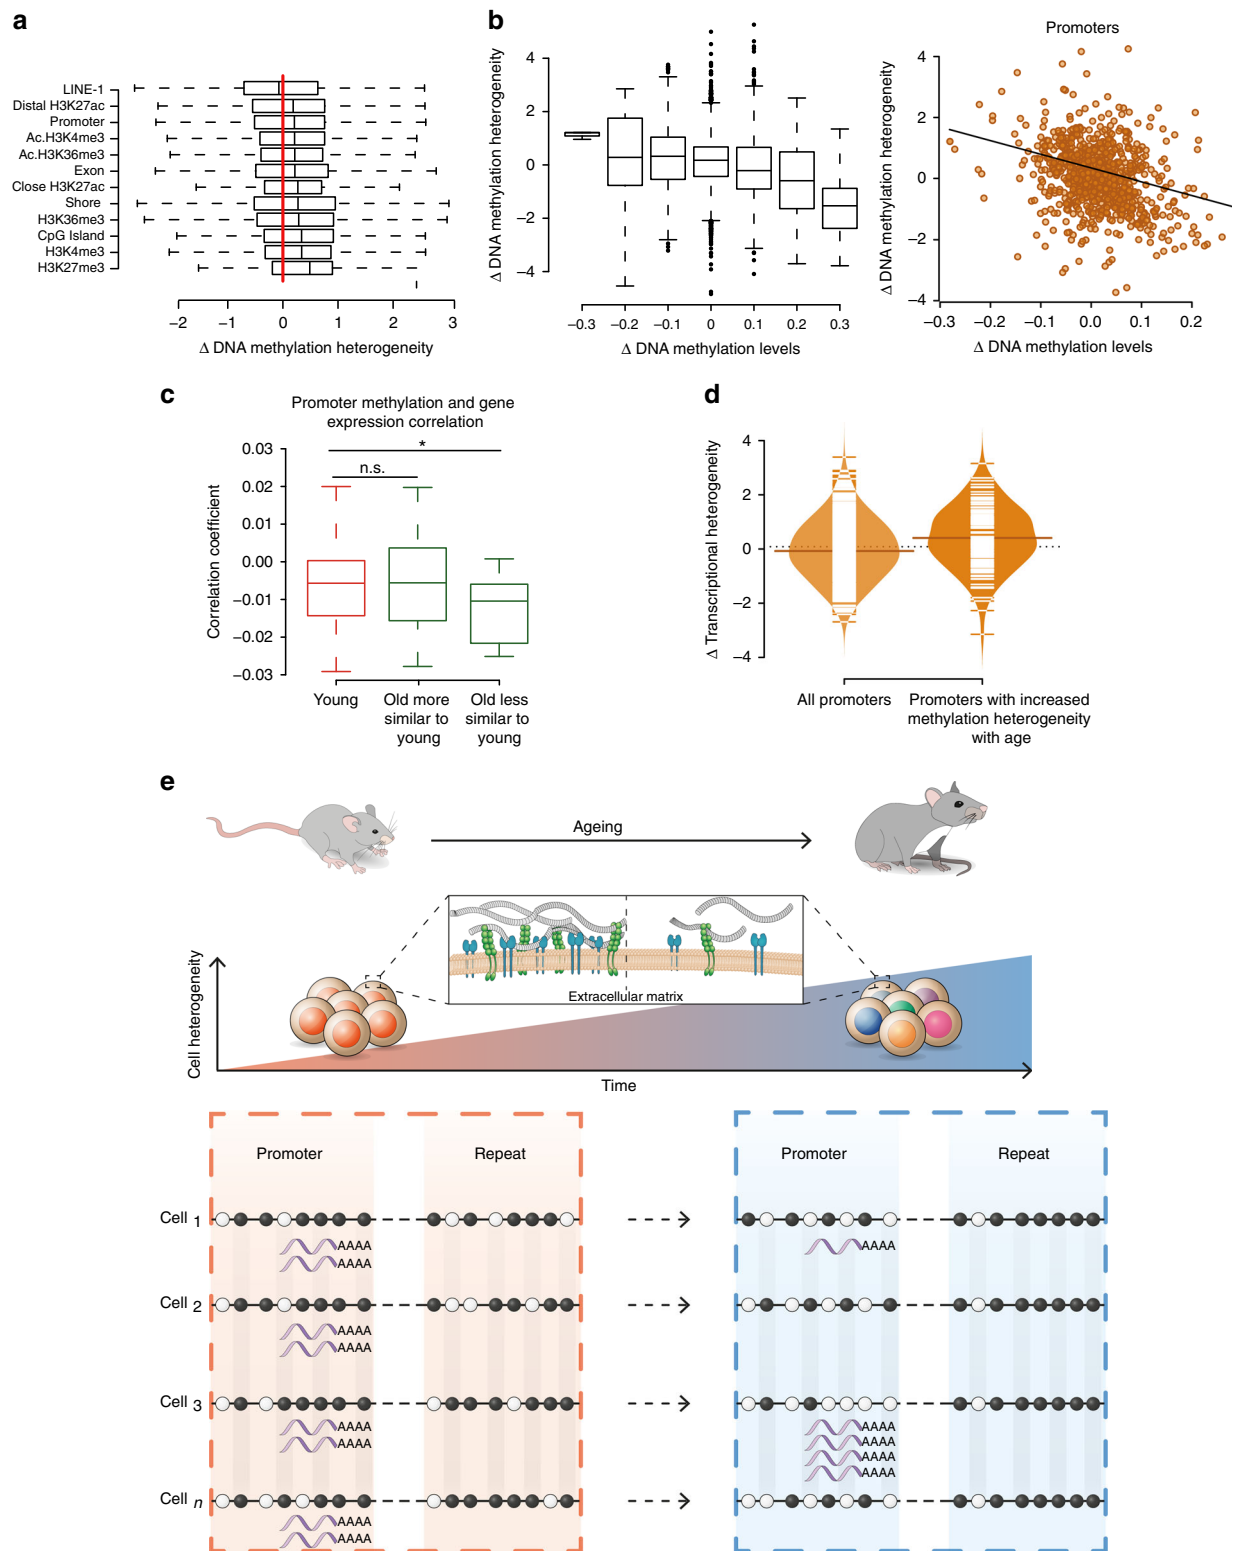 a
LINE-1
Distal H3K27ac
Promoter
Ac.H3K4me3
Ac.H3K36me3
Exon
Close H3K27ac
Shore
H3K36me3
CpG Island
H3K4me3
H3K27me3
−2 −1 0 1 2 3
Δ DNA methylation heterogeneity
b
Δ DNA methylation heterogeneity
4
2
0
−2
−4
−0.3 −0.2 −0.1 0 0.1 0.2 0.3
Δ DNA methylation levels
Promoters
Δ DNA methylation heterogeneity
4
2
0
−2
−4
−0.3 −0.2 −0.1 0.0 0.1 0.2
Δ DNA methylation levels
c
Promoter methylation and gene
expression correlation
*
n.s.
Correlation coefficient
0.03
0.02
0.01
0.00
−0.01
−0.02
−0.03
Young
Old more
similar to
young
Old less
similar to
young
d
Δ Transcriptional heterogeneity
4
2
0
−2
−4
All promoters
Promoters with increased
methylation heterogeneity
with age
e
Ageing
Extracellular matrix
Cell heterogeneity
Time
Promoter Repeat
Promoter Repeat
Cell 1
AAAA
AAAA
AAAA
Cell 2
AAAA
AAAA
Cell 3
AAAA
AAAA
AAAA
AAAA
AAAA
AAAA
Cell n
AAAA
AAAA